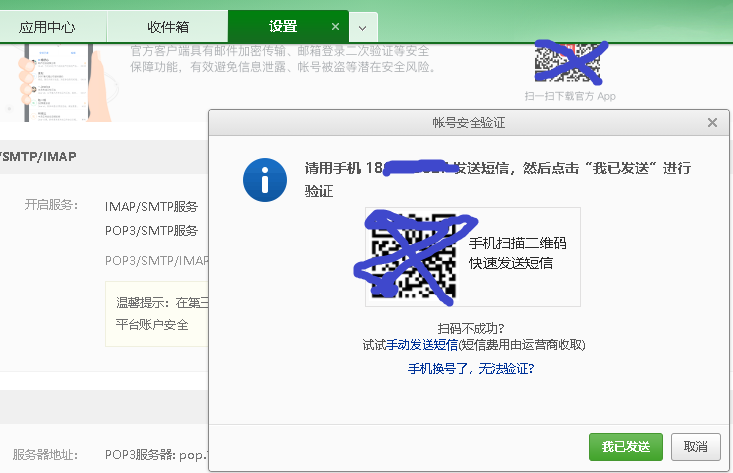 应用中心 收件箱 设置
官方客户端具有邮件加密传输、邮箱登录二次验证等安全
保障功能，有效避免信息泄露、帐号被盗等潜在安全风险。
扫一扫下载官方 App
帐号安全验证
请用手机 18 发送短信，然后点击“我已发送”进行
验证
手机扫描二维码
快速发送短信
扫码不成功?
试试手动发送短信(短信费用由运营商收取)
手机换号了，无法验证?
我已发送 取消
/SMTP/IMAP
开启服务： IMAP/SMTP服务
POP3/SMTP服务
POP3/SMTP/IMAP
温馨提示：在第三
平台账户安全
服务器地址： POP3服务器: pop.